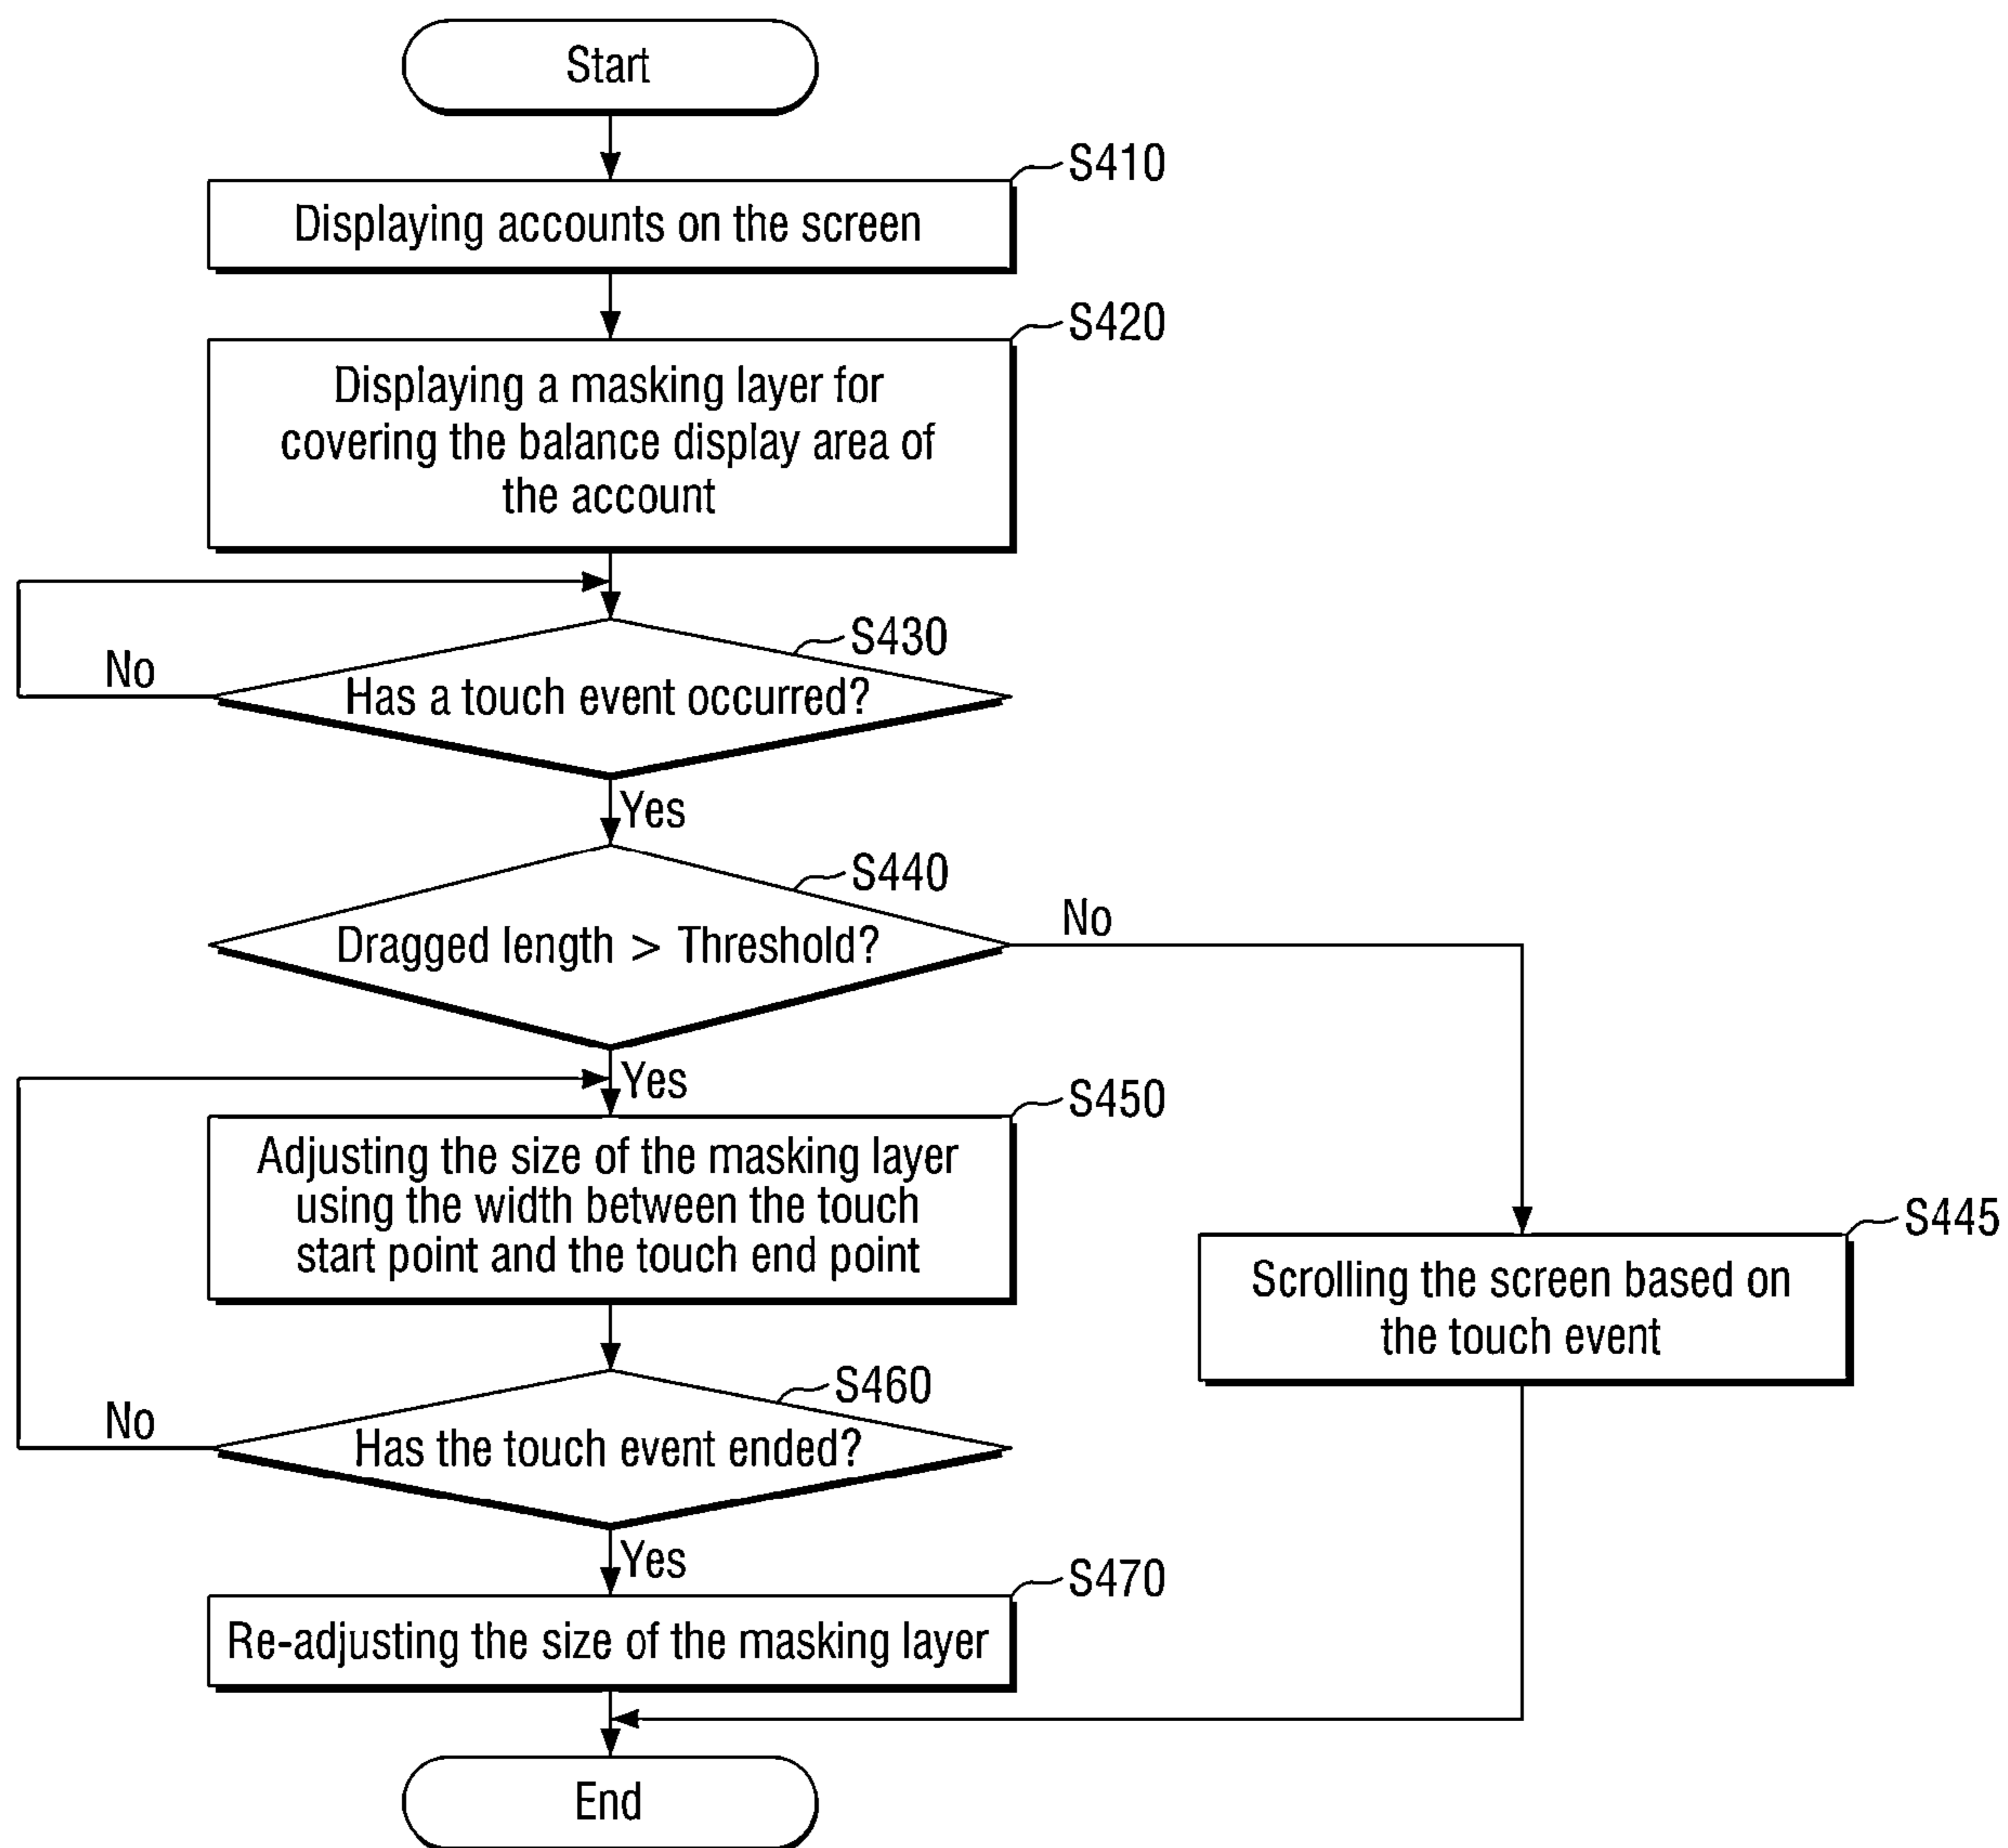 Start
S410
Displaying accounts on the screen
S420
Displaying a masking layer for
covering the balance display area of
the account
S430
No
Has a touch event occurred?
Yes
S440
No
Dragged length > Threshold?
Yes
S450
Adjusting the size of the masking layer
using the width between the touch
start point and the touch end point
S445
Scrolling the screen based on
the touch event
S460
No
Has the touch event ended?
Yes
S470
Re-adjusting the size of the masking layer
End